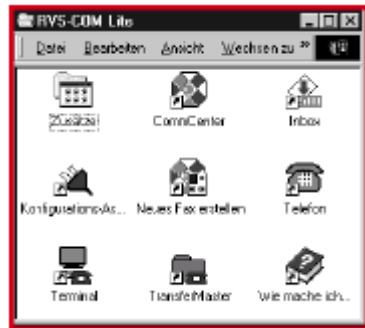 RVS-COM Lite
Datei Bearbeiten Ansicht Wechseln zu »
Zusätze
CommCenter
Inbox
Konfigurations-As...
Neues Fax erstellen
Telefon
Terminal
TransferMaster
Wie mache ich...